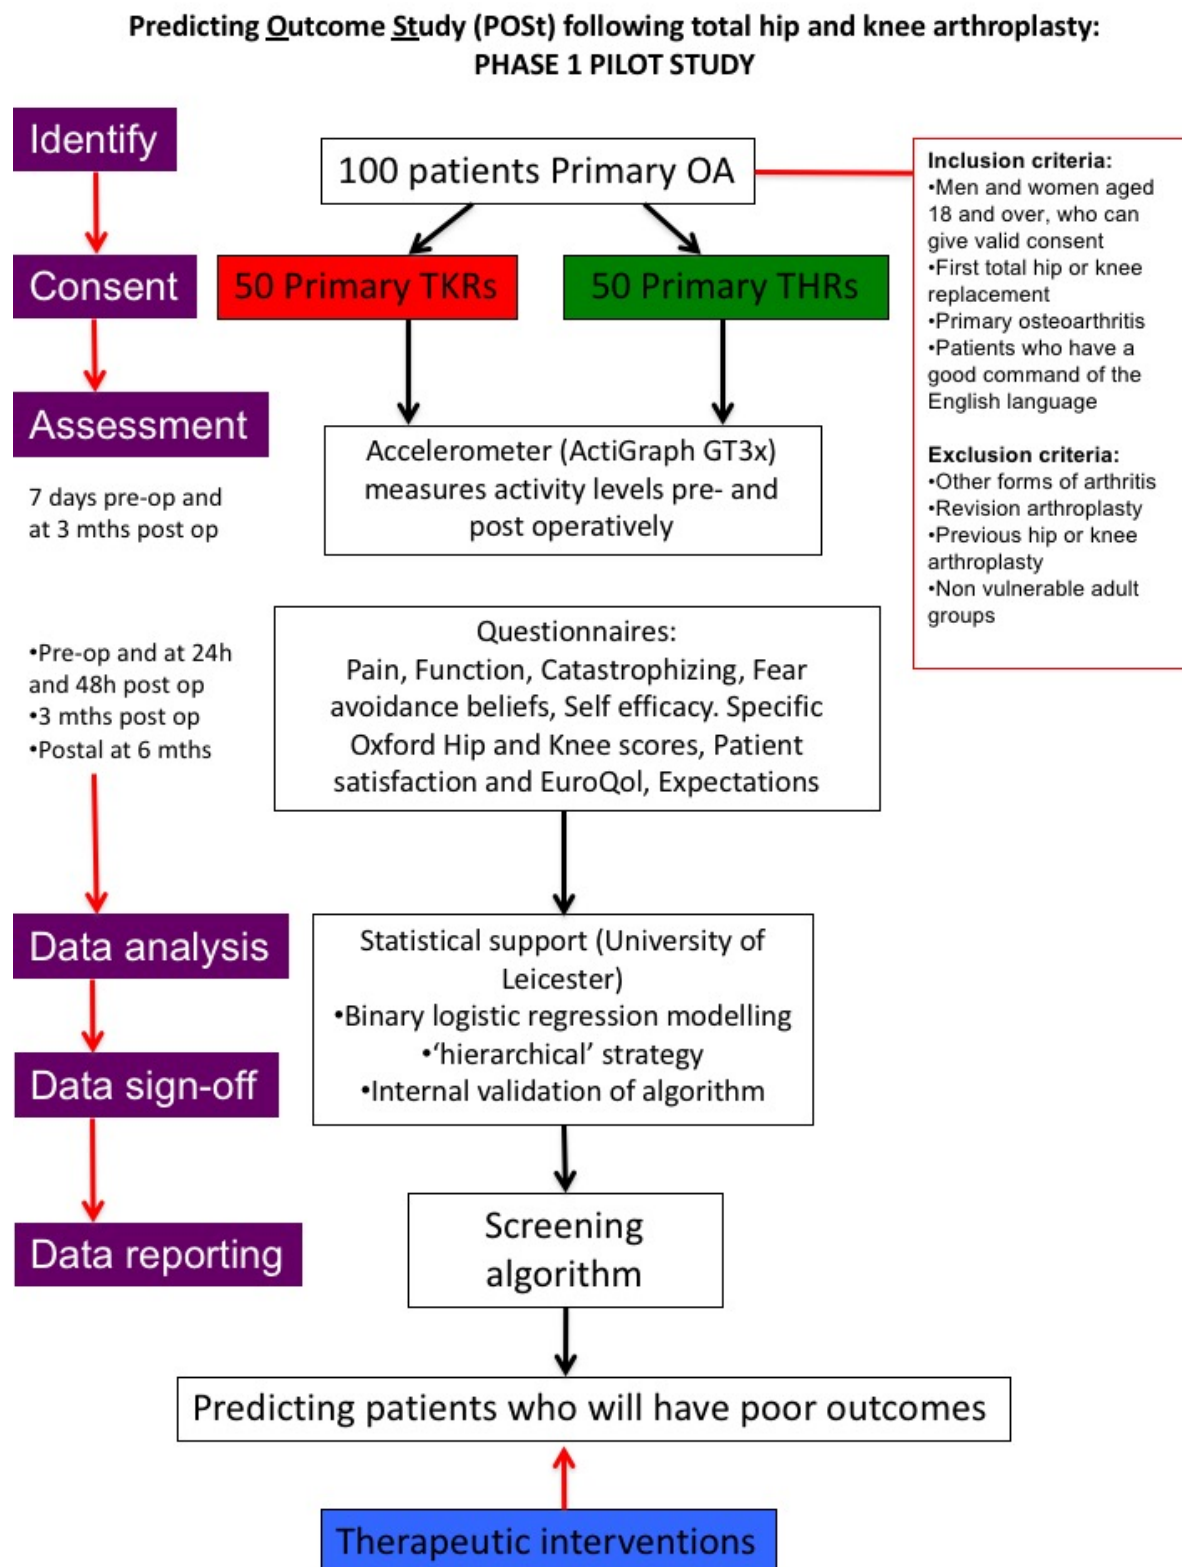 Predicting Outcome Study (POSt) following total hip and knee arthroplasty:
PHASE 1 PILOT STUDY
Identify
100 patients Primary OA
Consent
50 Primary TKRs
50 Primary THRs
Inclusion criteria:
•Men and women aged
18 and over, who can
give valid consent
•First total hip or knee
replacement
•Primary osteoarthritis
•Patients who have a
good command of the
English language
Exclusion criteria:
•Other forms of arthritis
•Revision arthroplasty
•Previous hip or knee
arthroplasty
•Non vulnerable adult
groups
Assessment
7 days pre-op and
at 3 mths post op
Accelerometer (ActiGraph GT3x)
measures activity levels pre- and
post operatively
•Pre-op and at 24h
and 48h post op
•3 mths post op
•Postal at 6 mths
Questionnaires:
Pain, Function, Catastrophizing, Fear
avoidance beliefs, Self efficacy. Specific
Oxford Hip and Knee scores, Patient
satisfaction and EuroQol, Expectations
Data analysis
Statistical support (University of
Leicester)
•Binary logistic regression modelling
•‘hierarchical’ strategy
•Internal validation of algorithm
Data sign-off
Data reporting
Screening
algorithm
Predicting patients who will have poor outcomes
Therapeutic interventions